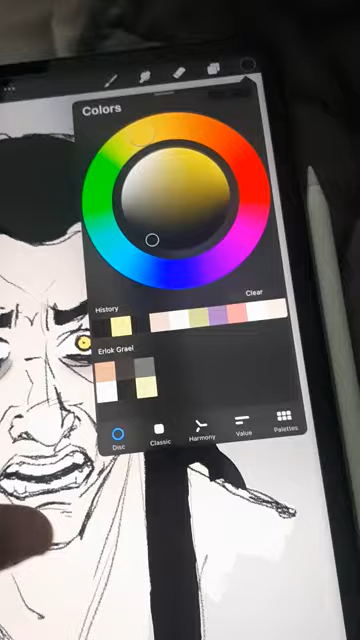 Colors
Clear
History
Erlok Grael
Disc
Classic
Harmony
Value
Palettes